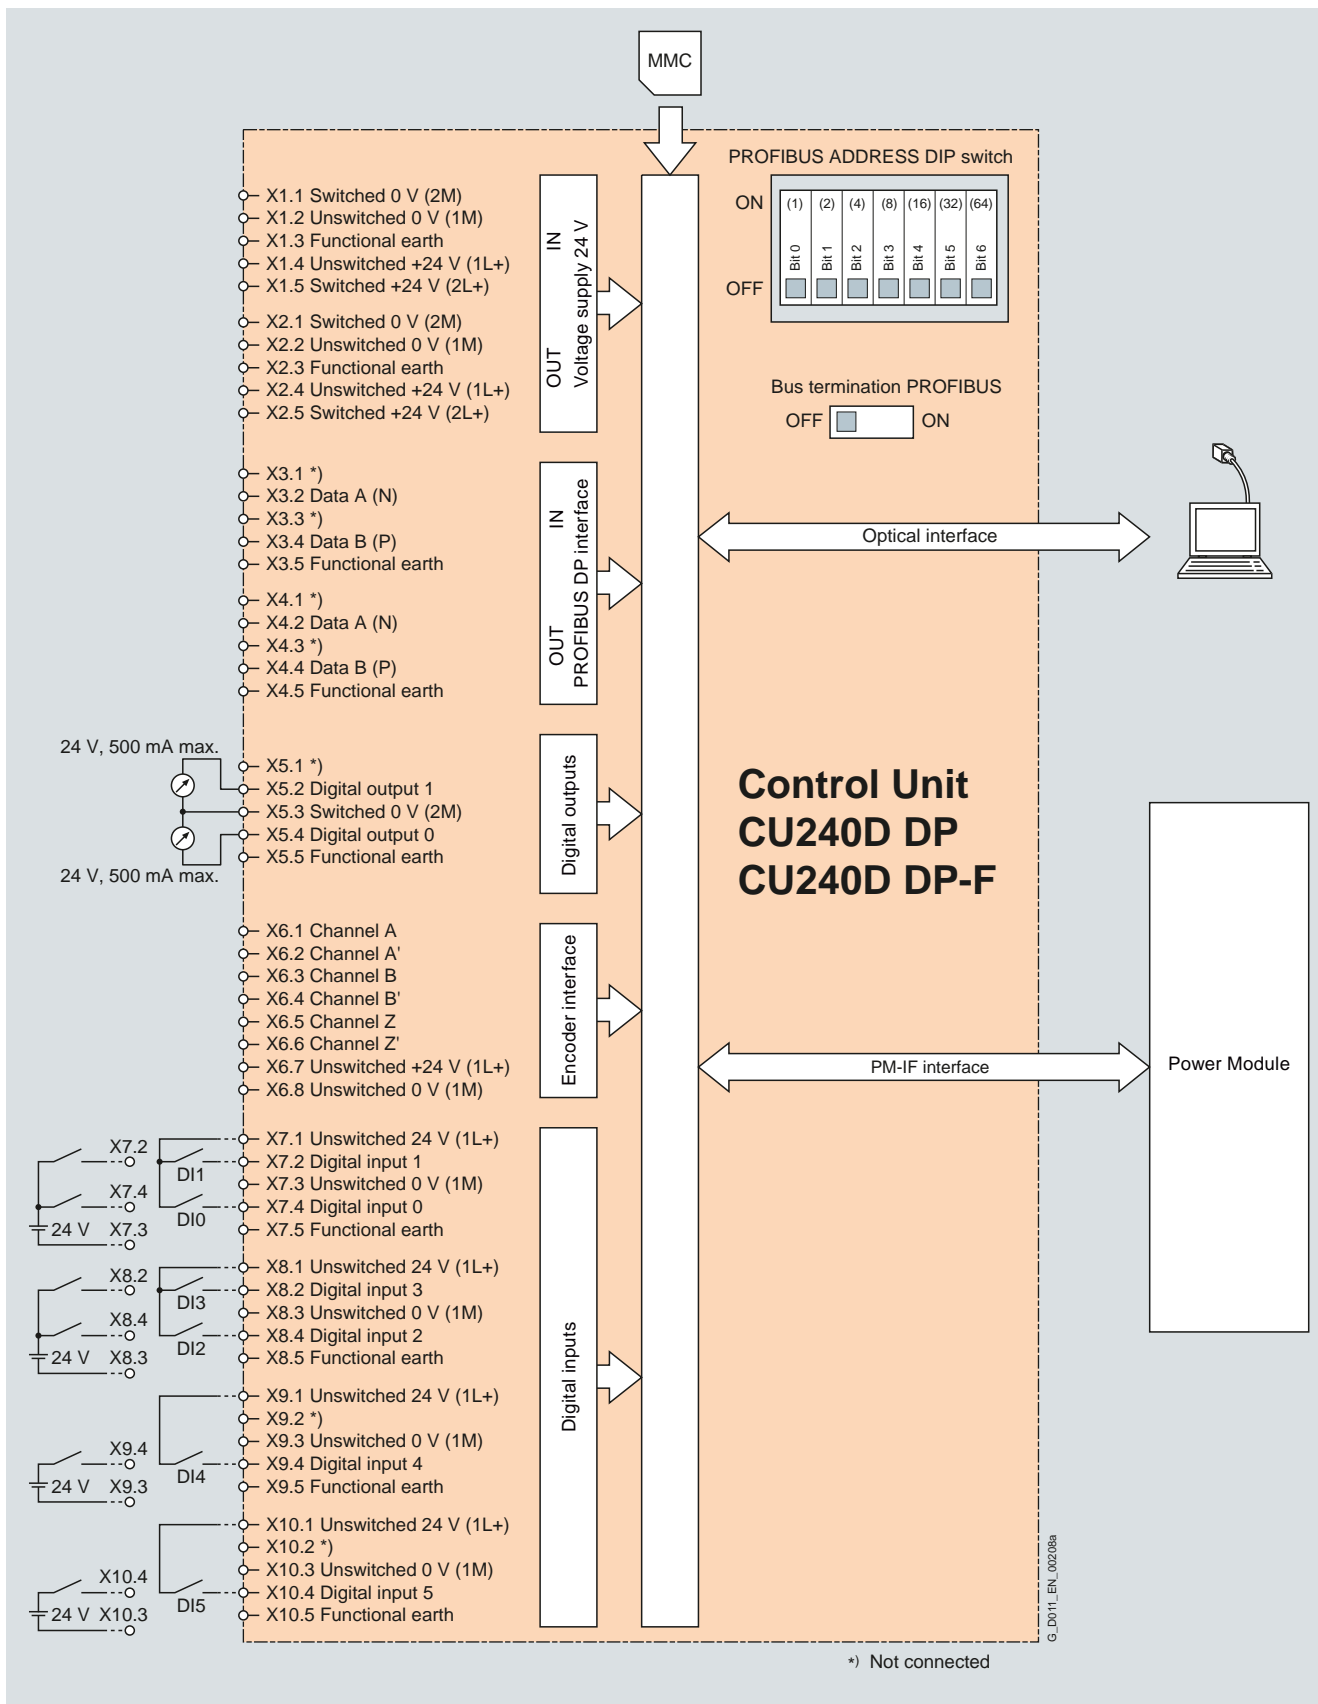 MMC
PROFIBUS ADDRESS DIP switch
ON
(1) (2) (4) (8) (16) (32) (64)
Bit 0 Bit 1 Bit 2 Bit 3 Bit 4 Bit 5 Bit 6
OFF
Bus termination PROFIBUS
OFF ON
X1.1 Switched 0 V (2M)
X1.2 Unswitched 0 V (1M)
X1.3 Functional earth
X1.4 Unswitched +24 V (1L+)
X1.5 Switched +24 V (2L+)
X2.1 Switched 0 V (2M)
X2.2 Unswitched 0 V (1M)
X2.3 Functional earth
X2.4 Unswitched +24 V (1L+)
X2.5 Switched +24 V (2L+)
OUT IN
Voltage supply 24 V
X3.1 *)
X3.2 Data A (N)
X3.3 *)
X3.4 Data B (P)
X3.5 Functional earth
X4.1 *)
X4.2 Data A (N)
X4.3 *)
X4.4 Data B (P)
X4.5 Functional earth
OUT IN
PROFIBUS DP interface
Optical interface
24 V, 500 mA max.
24 V, 500 mA max.
X5.1 *)
X5.2 Digital output 1
X5.3 Switched 0 V (2M)
X5.4 Digital output 0
X5.5 Functional earth
Digital outputs
Control Unit
CU240D DP
CU240D DP-F
X6.1 Channel A
X6.2 Channel A'
X6.3 Channel B
X6.4 Channel B'
X6.5 Channel Z
X6.6 Channel Z'
X6.7 Unswitched +24 V (1L+)
X6.8 Unswitched 0 V (1M)
Encoder interface
PM-IF interface
Power Module
X7.2
X7.4
24 V X7.3
DI1
DI0
X7.1 Unswitched 24 V (1L+)
X7.2 Digital input 1
X7.3 Unswitched 0 V (1M)
X7.4 Digital input 0
X7.5 Functional earth
X8.2
X8.4
24 V X8.3
DI3
DI2
X8.1 Unswitched 24 V (1L+)
X8.2 Digital input 3
X8.3 Unswitched 0 V (1M)
X8.4 Digital input 2
X8.5 Functional earth
X9.4
24 V X9.3
DI4
X9.1 Unswitched 24 V (1L+)
X9.2 *)
X9.3 Unswitched 0 V (1M)
X9.4 Digital input 4
X9.5 Functional earth
X10.4
24 V X10.3
DI5
X10.1 Unswitched 24 V (1L+)
X10.2 *)
X10.3 Unswitched 0 V (1M)
X10.4 Digital input 5
X10.5 Functional earth
Digital inputs
G_D011_EN_00208a
*) Not connected